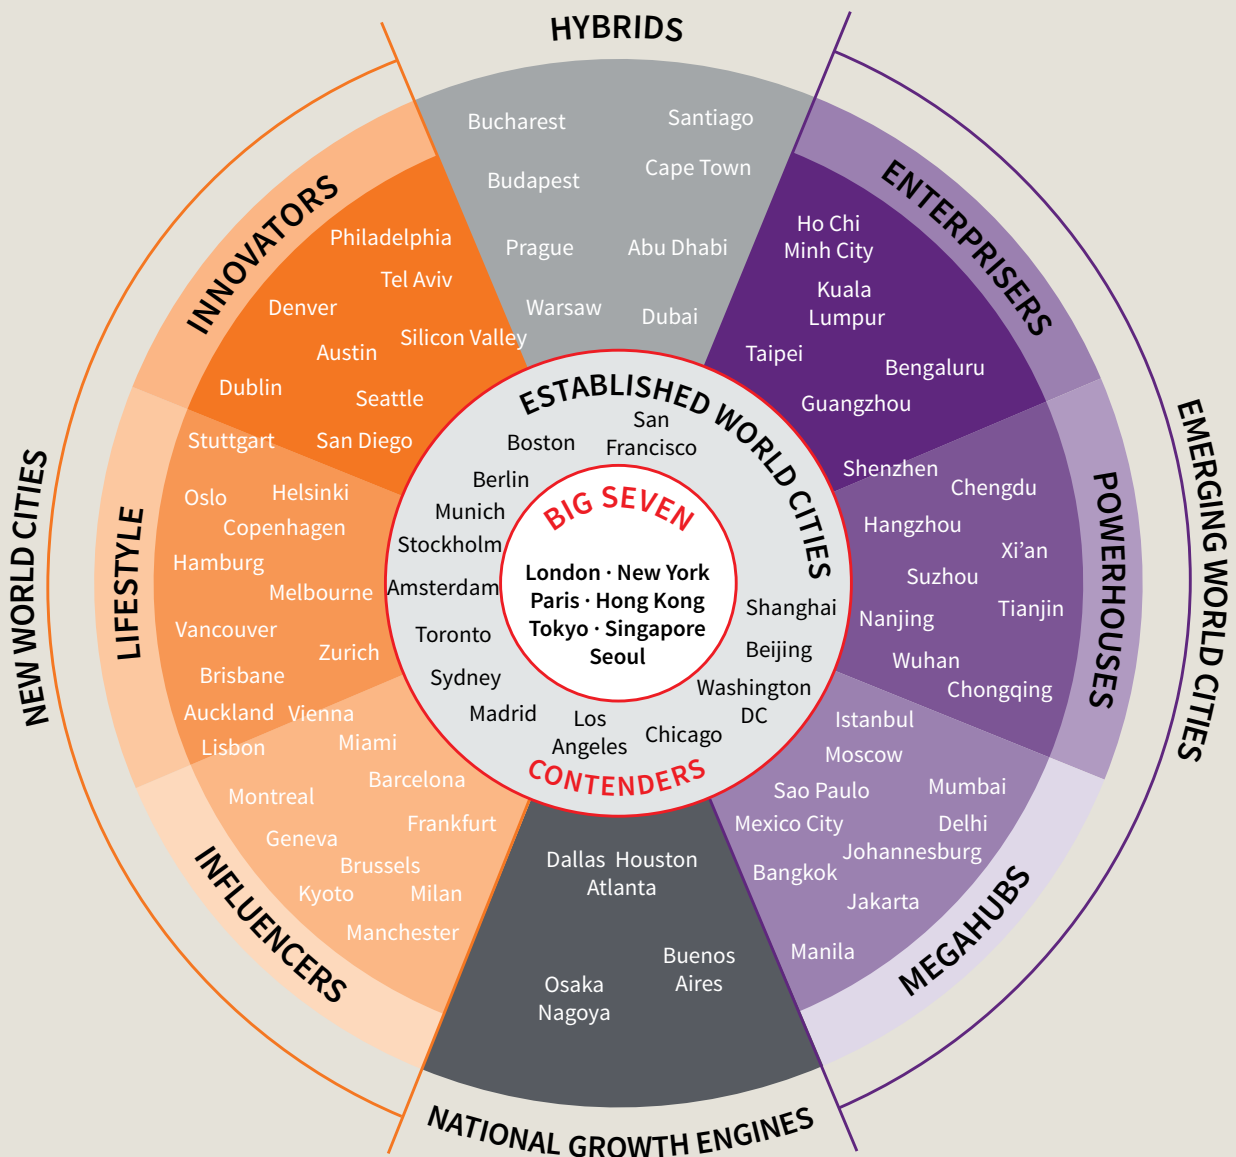 HYBRIDS
Bucharest
Santiago
Budapest
Cape Town
Prague
Abu Dhabi
Warsaw
Dubai
INNOVATORS
Philadelphia
Tel Aviv
Denver
Silicon Valley
Austin
Dublin
Seattle
San Diego
ENTERPRISERS
Ho Chi
Minh City
Kuala
Lumpur
Taipei
Bengaluru
Guangzhou
Shenzhen
NEW WORLD CITIES
LIFESTYLE
Stuttgart
Oslo
Helsinki
Copenhagen
Hamburg
Melbourne
Vancouver
Zurich
Brisbane
Auckland
Vienna
Lisbon
ESTABLISHED WORLD CITIES
San
Francisco
Boston
Berlin
Munich
Stockholm
Amsterdam
Toronto
Sydney
Madrid
Los
Angeles
Chicago
Washington
DC
Beijing
Shanghai
CONTENDERS
BIG SEVEN
London · New York
Paris · Hong Kong
Tokyo · Singapore
Seoul
EMERGING WORLD CITIES
POWERHOUSES
Chengdu
Hangzhou
Xi’an
Suzhou
Tianjin
Nanjing
Wuhan
Chongqing
INFLUENCERS
Miami
Barcelona
Montreal
Frankfurt
Geneva
Brussels
Kyoto
Milan
Manchester
MEGAHUBS
Istanbul
Moscow
Sao Paulo
Mumbai
Mexico City
Delhi
Johannesburg
Bangkok
Jakarta
Manila
Dallas Houston
Atlanta
Buenos
Aires
Osaka
Nagoya
NATIONAL GROWTH ENGINES